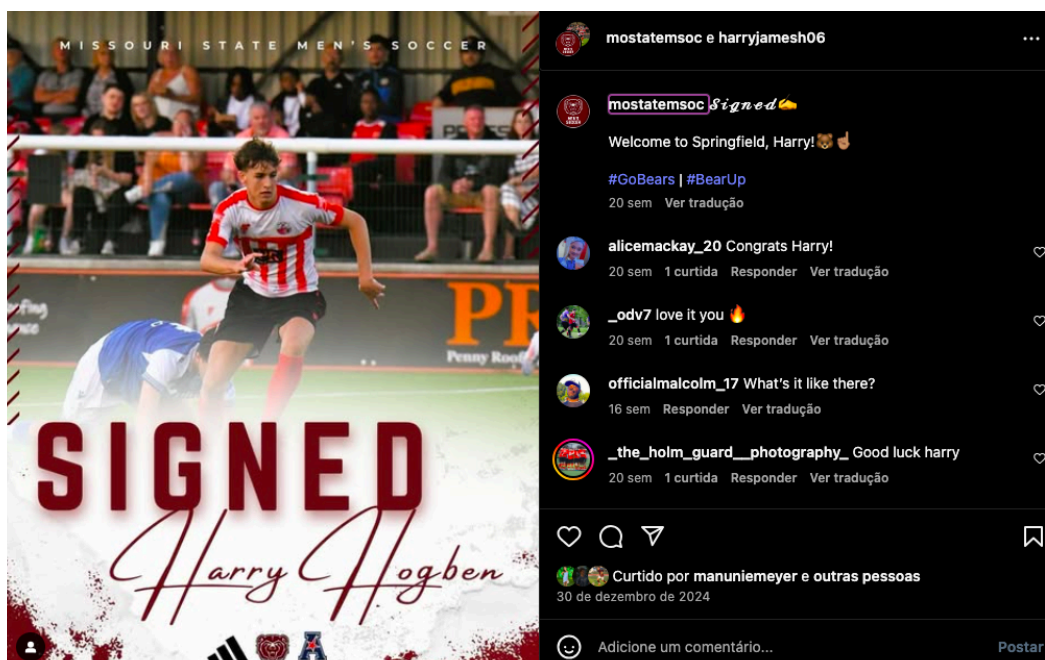 MISSOURI STATE MEN'S SOCCER
SIGNED
Harry Hogben
Penny Roof
mostatemsoc e harryjamesh06
mostatemsoc 𝓢𝓲𝓰𝓷𝓮𝓭✍️
Welcome to Springfield, Harry!🐻☝🏽
#GoBears | #BearUp
20 sem Ver tradução
alicemackay_20 Congrats Harry!
20 sem 1 curtida Responder Ver tradução
_odv7 love it you 🔥
20 sem 1 curtida Responder Ver tradução
officialmalcolm_17 What's it like there?
16 sem Responder Ver tradução
_the_holm_guard__photography_ Good luck harry
20 sem 1 curtida Responder Ver tradução
Curtido por manuniemeyer e outras pessoas
30 de dezembro de 2024
Adicione um comentário...
Postar